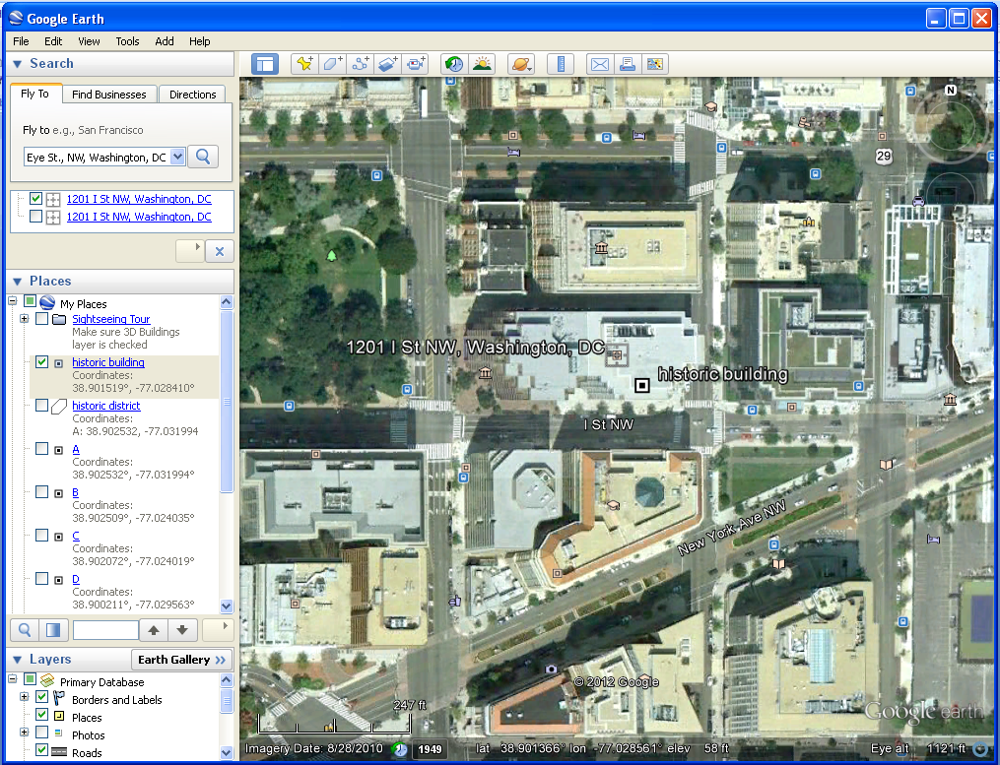 Google Earth
File Edit View Tools Add Help
Search
Fly To Find Businesses Directions
Fly to e.g., San Francisco
Eye St., NW, Washington, DC
1201 I St NW, Washington, DC
1201 I St NW, Washington, DC
Places
My Places
Sightseeing Tour
Make sure 3D Buildings
layer is checked
historic building
Coordinates:
38.901519°, -77.028410°
historic district
Coordinates:
A: 38.902532, -77.031994
A
Coordinates:
38.902532°, -77.031994°
B
Coordinates:
38.902509°, -77.024035°
C
Coordinates:
38.902072°, -77.024019°
D
Coordinates:
38.900211°, -77.029563°
Layers
Earth Gallery »
Primary Database
Borders and Labels
Places
Photos
Roads
N
29
1201 I St NW, Washington, DC
historic building
I St NW
New York Ave NW
© 2012 Google
Google earth
247 ft
Imagery Date: 8/28/2010 1949 lat 38.901366° lon -77.028561° elev 58 ft Eye alt 1121 ft